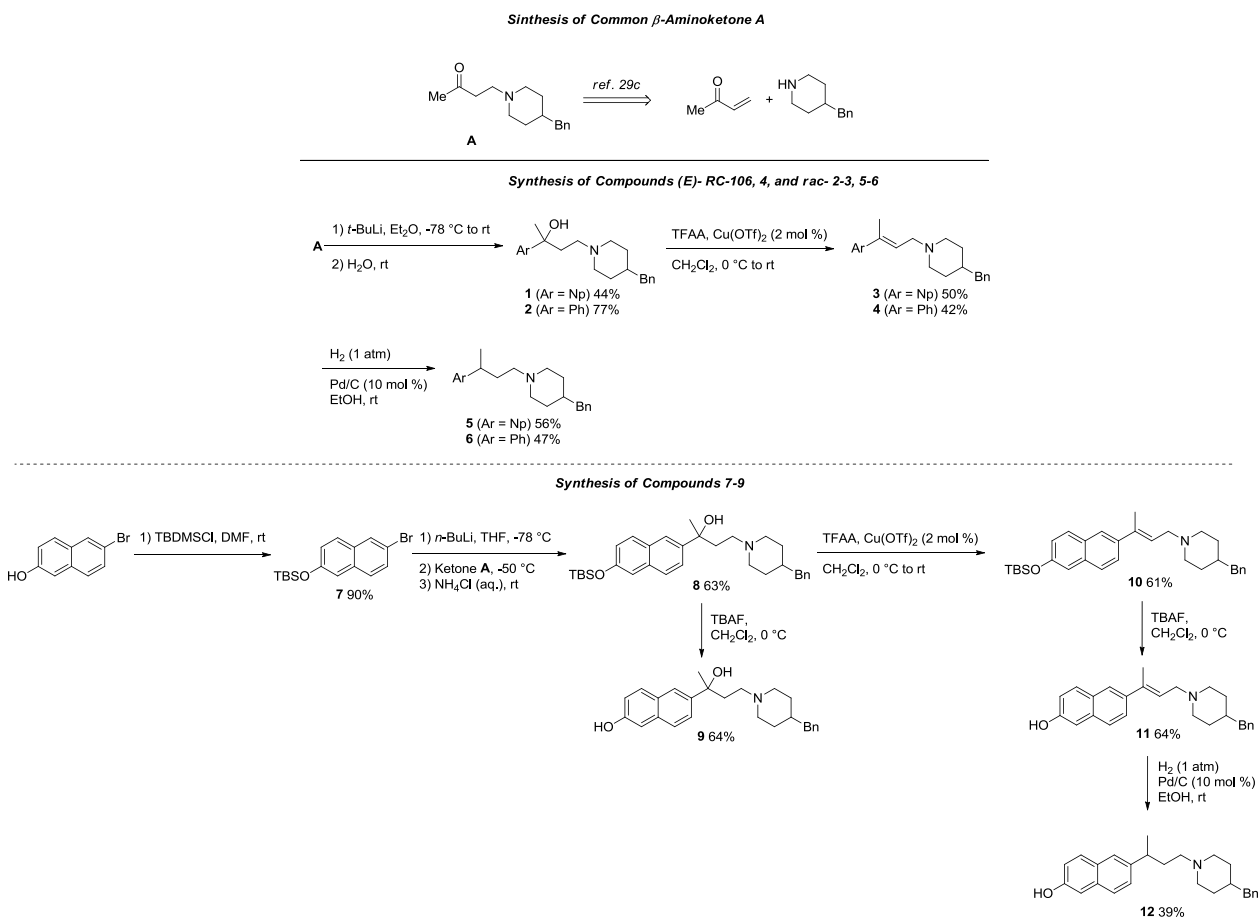 Sinthesis of Common β-Aminoketone A
O
Me
N
Bn
A
ref. 29c
O
Me
+
HN
Bn
Synthesis of Compounds (E)- RC-106, 4, and rac- 2-3, 5-6
A
1) t-BuLi, Et₂O, -78 °C to rt
2) H₂O, rt
OH
Ar
N
Bn
1 (Ar = Np) 44%
2 (Ar = Ph) 77%
TFAA, Cu(OTf)₂ (2 mol %)
CH₂Cl₂, 0 °C to rt
Ar
N
Bn
3 (Ar = Np) 50%
4 (Ar = Ph) 42%
H₂ (1 atm)
Pd/C (10 mol %)
EtOH, rt
Ar
N
Bn
5 (Ar = Np) 56%
6 (Ar = Ph) 47%
Synthesis of Compounds 7-9
Br
HO
1) TBDMSCl, DMF, rt
Br
TBSO
7 90%
1) n-BuLi, THF, -78 °C
2) Ketone A, -50 °C
3) NH₄Cl (aq.), rt
OH
N
TBSO
Bn
8 63%
TFAA, Cu(OTf)₂ (2 mol %)
CH₂Cl₂, 0 °C to rt
N
TBSO
Bn
10 61%
TBAF,
CH₂Cl₂, 0 °C
TBAF,
CH₂Cl₂, 0 °C
OH
N
HO
Bn
9 64%
N
HO
Bn
11 64%
H₂ (1 atm)
Pd/C (10 mol %)
EtOH, rt
N
HO
Bn
12 39%